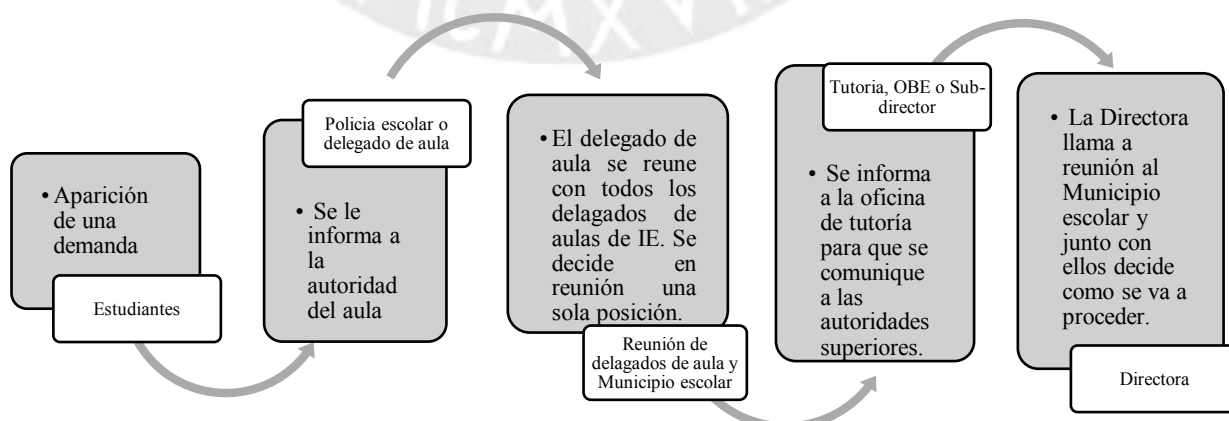 • Aparición
de una
demanda
Estudiantes
Policia escolar o
delegado de aula
• Se le
informa a
la
autoridad
del aula
• El delegado de
aula se reune
con todos los
delagados de
aulas de IE. Se
decide en
reunión una
sola posición.
Reunión de
delagados de aula y
Municipio escolar
Tutoria, OBE o Sub-
director
• Se informa
a la oficina
de tutoría
para que se
comunique
a las
autoridades
superiores.
• La Directora
llama a
reunión al
Municipio
escolar y
junto con
ellos decide
como se va a
proceder.
Directora